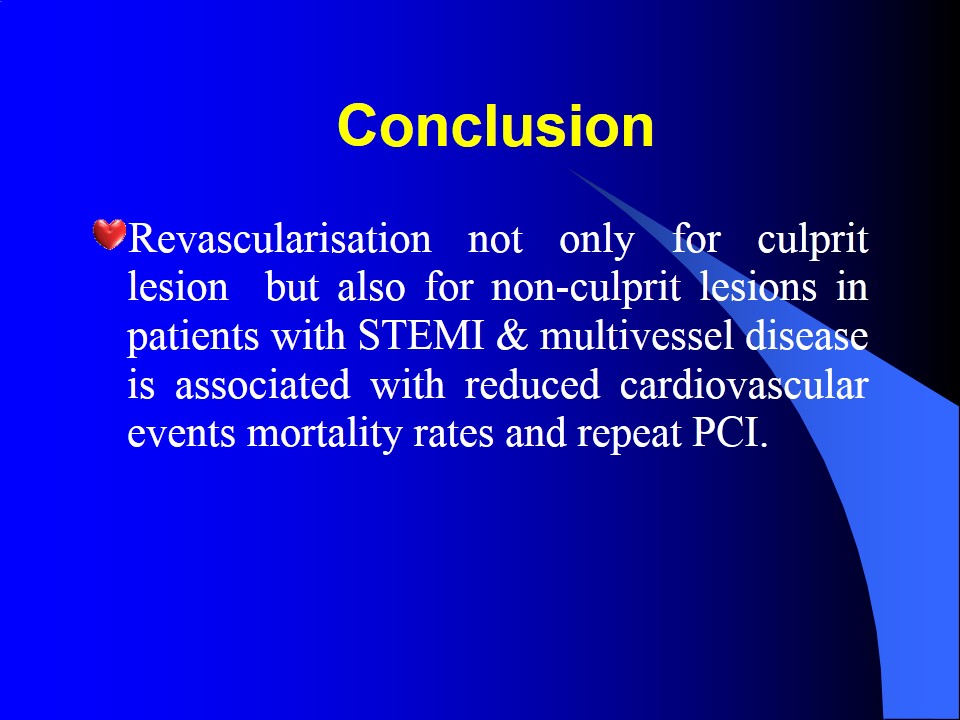 Conclusion
Revascularisation not only for culprit
lesion but also for non-culprit lesions in
patients with STEMI & multivessel disease
is associated with reduced cardiovascular
events mortality rates and repeat PCI.